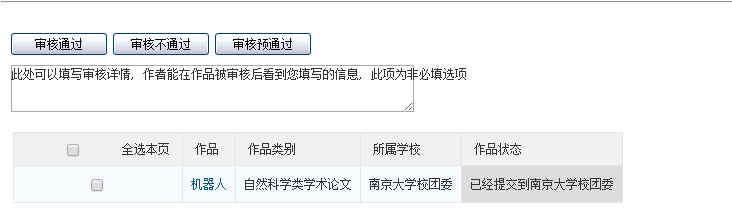 审核通过 审核不通过 审核预通过
此处可以填写审核详情，作者能在作品被审核后看到您填写的信息，此项为非必填选项
全选本页 作品 作品类别 所属学校 作品状态
机器人 自然科学类学术论文 南京大学校团委 已经提交到南京大学校团委